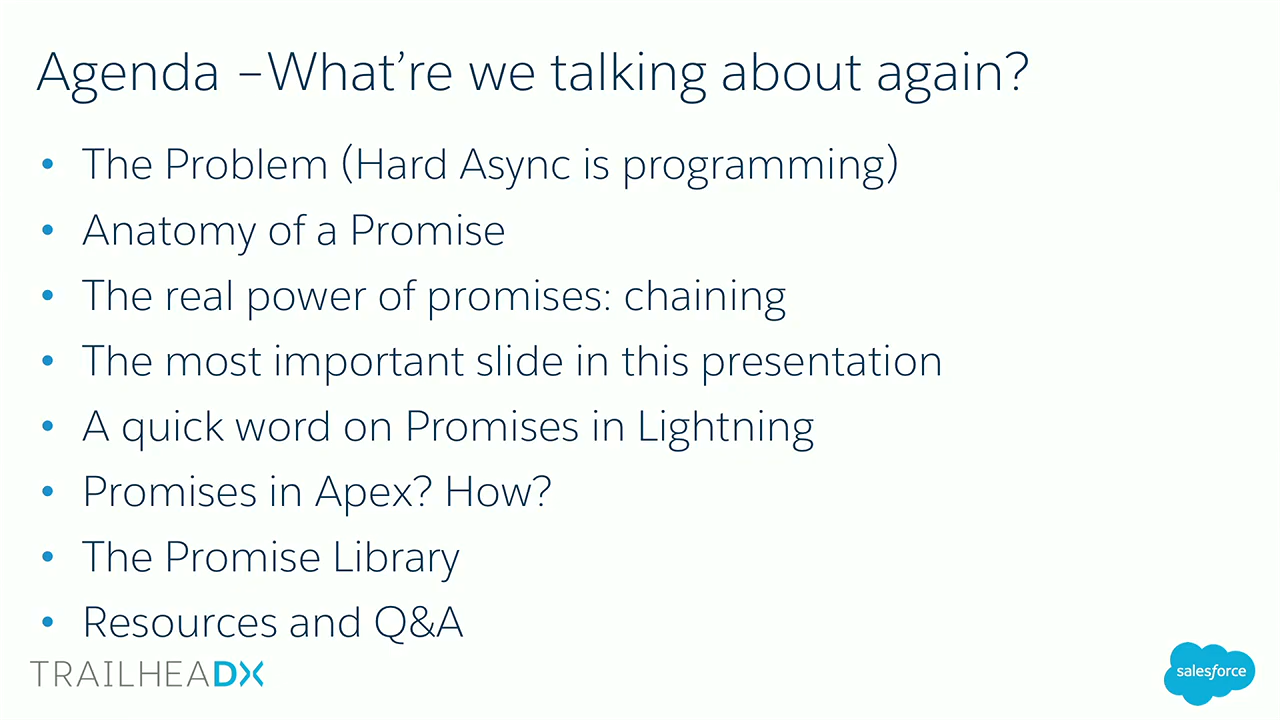 Agenda –What’re we talking about again?
• The Problem (Hard Async is programming)
• Anatomy of a Promise
• The real power of promises: chaining
• The most important slide in this presentation
• A quick word on Promises in Lightning
• Promises in Apex? How?
• The Promise Library
• Resources and Q&A
TRAILHEADX
salesforce